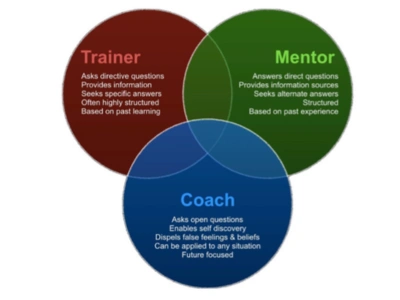 Trainer
Asks directive questions
Provides information
Seeks specific answers
Often highly structured
Based on past learning
Mentor
Answers direct questions
Provides information sources
Seeks alternate answers
Structured
Based on past experience
Coach
Asks open questions
Enables self discovery
Dispels false feelings & beliefs
Can be applied to any situation
Future focused